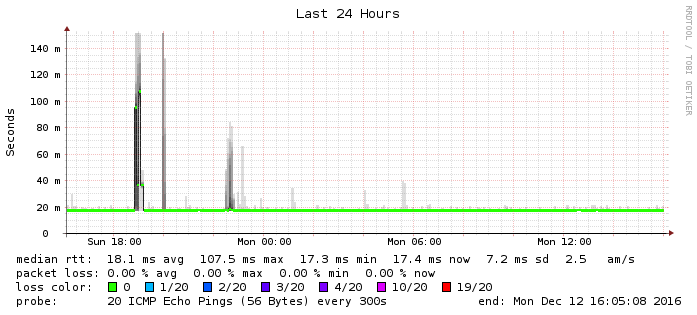 Last 24 Hours
RRDTOOL / TOBI OETIKER
Seconds
140 m
120 m
100 m
80 m
60 m
40 m
20 m
0
Sun 18:00 Mon 00:00 Mon 06:00 Mon 12:00
median rtt: 18.1 ms avg 107.5 ms max 17.3 ms min 17.4 ms now 7.2 ms sd 2.5 am/s
packet loss: 0.00 % avg 0.00 % max 0.00 % min 0.00 % now
loss color: 0 1/20 2/20 3/20 4/20 10/20 19/20
probe: 20 ICMP Echo Pings (56 Bytes) every 300s end: Mon Dec 12 16:05:08 2016